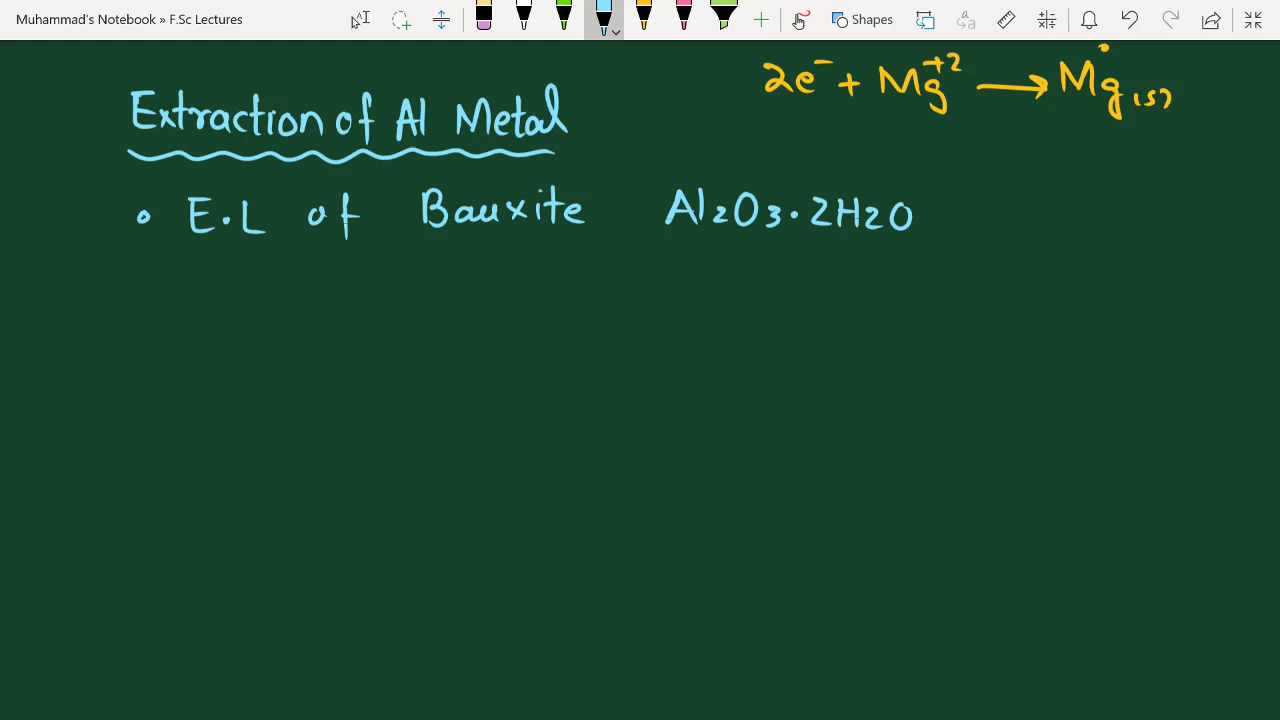 Muhammad's Notebook » F.Sc Lectures
Shapes
2e⁻ + Mg⁺² ⟶ Mg° (s)
Extraction of Al Metal
° E.L of Bauxite Al₂O₃·2H₂O